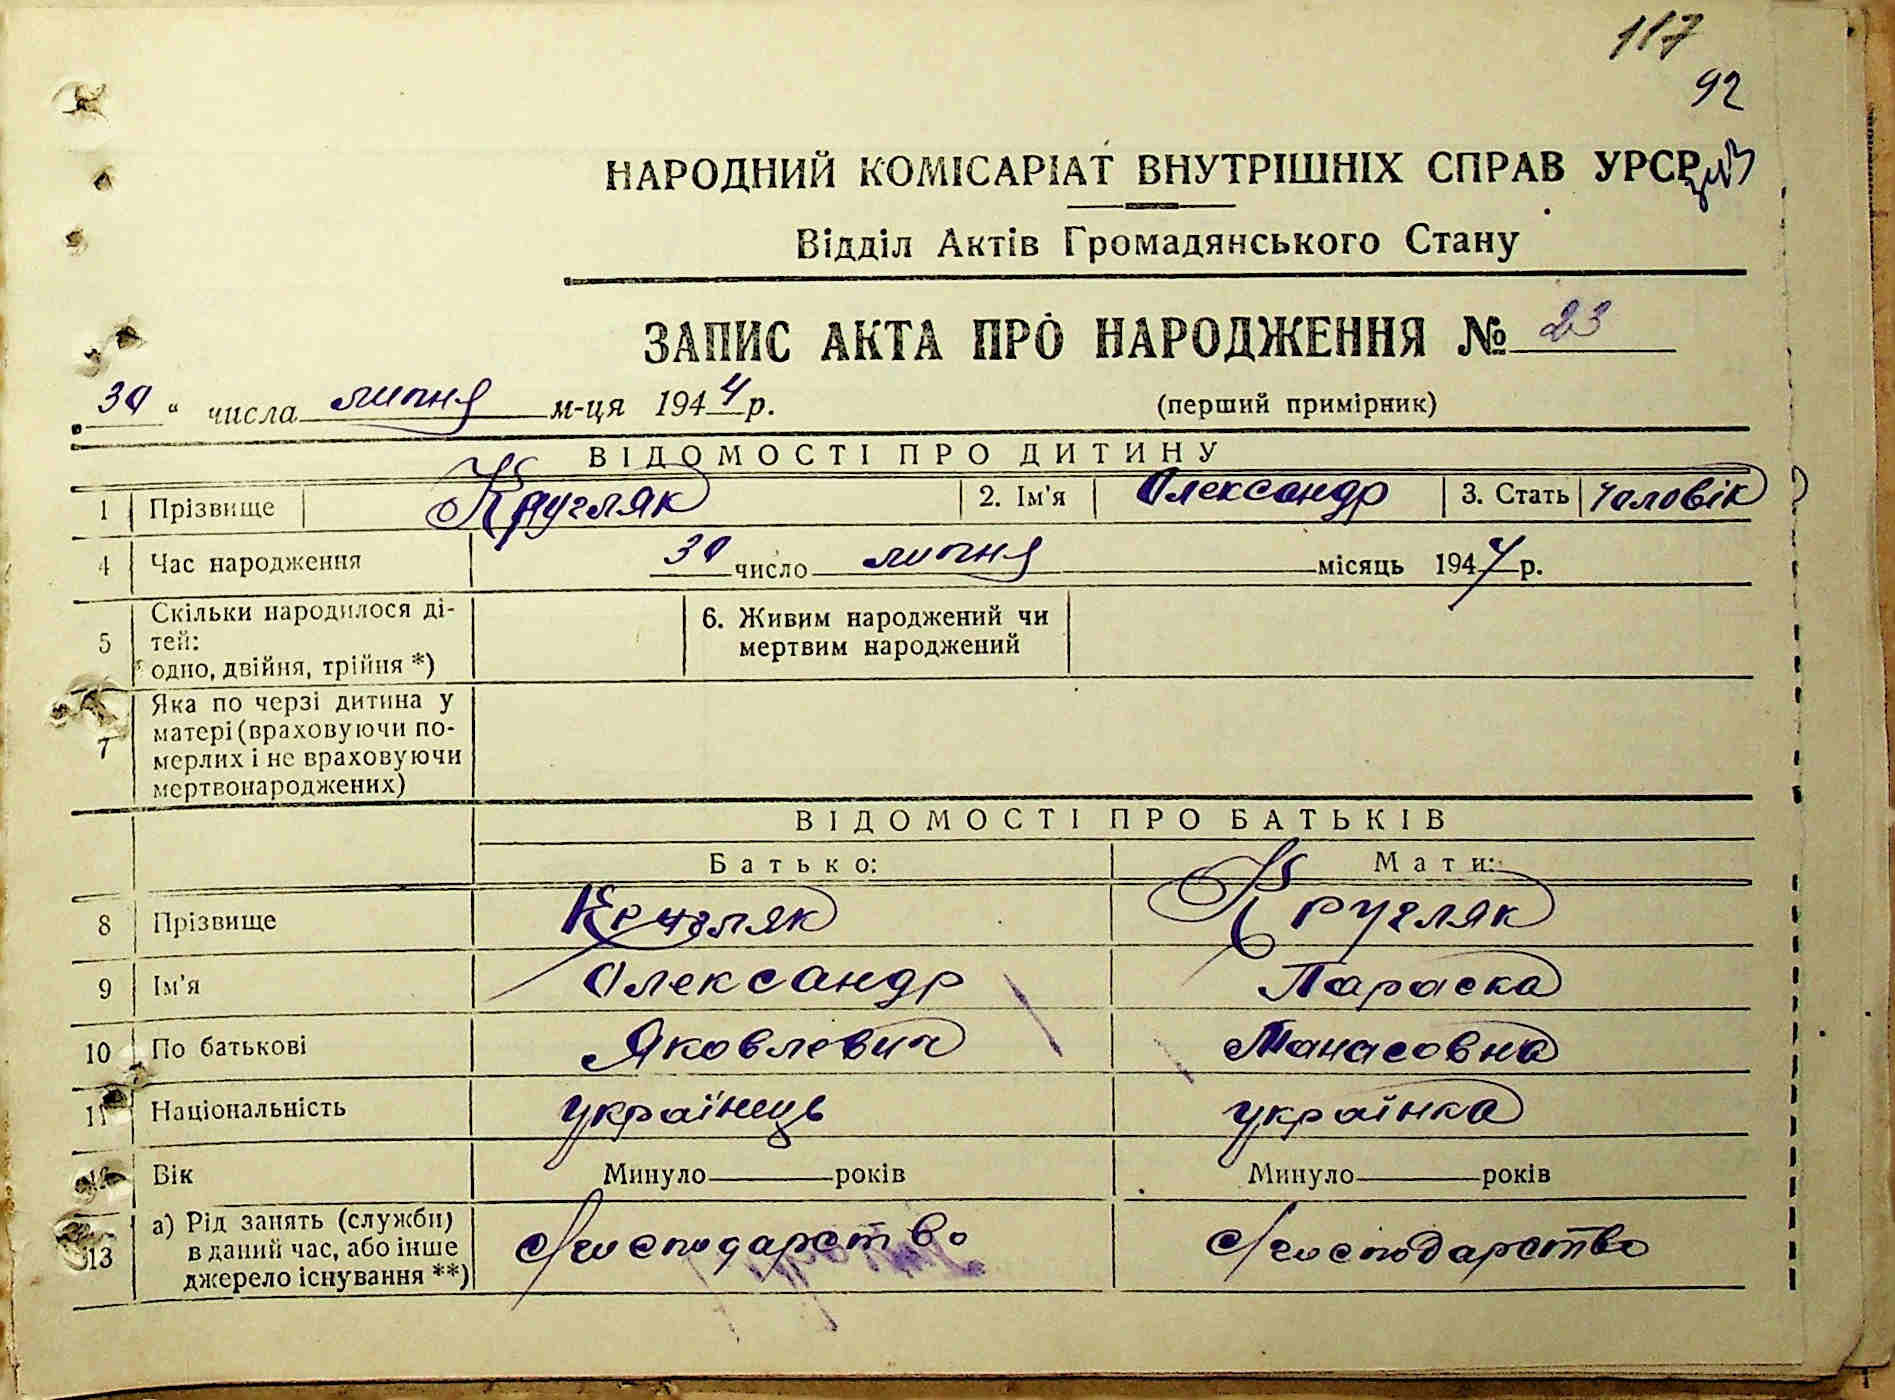 117
92
НАРОДНИЙ КОМІСАРІАТ ВНУТРІШНІХ СПРАВ УРСР
Відділ Актів Громадянського Стану
ЗАПИС АКТА ПРО НАРОДЖЕННЯ № 23
30 “ числа липня м-ця 1944 р. (перший примірник)
ВІДОМОСТІ ПРО ДИТИНУ
1 Прізвище Кругляк 2. Ім'я Олександр 3. Стать чоловік
4 Час народження 30 число липня місяць 1944 р.
5 Скільки народилося ді-
тей:
одно, двійня, трійня *)
6. Живим народжений чи
мертвим народжений
7 Яка по черзі дитина у
матері (враховуючи по-
мерлих і не враховуючи
мертвонароджених)
ВІДОМОСТІ ПРО БАТЬКІВ
Батько: Мати:
8 Прізвище Кругляк Кругляк
9 Ім'я Олександр Параска
10 По батькові Яковлевич Манасовна
11 Національність українець українка
12 Вік Минуло років Минуло років
13 а) Рід занять (служби)
в даний час, або інше
джерело існування **)
с/господарство с/господарство